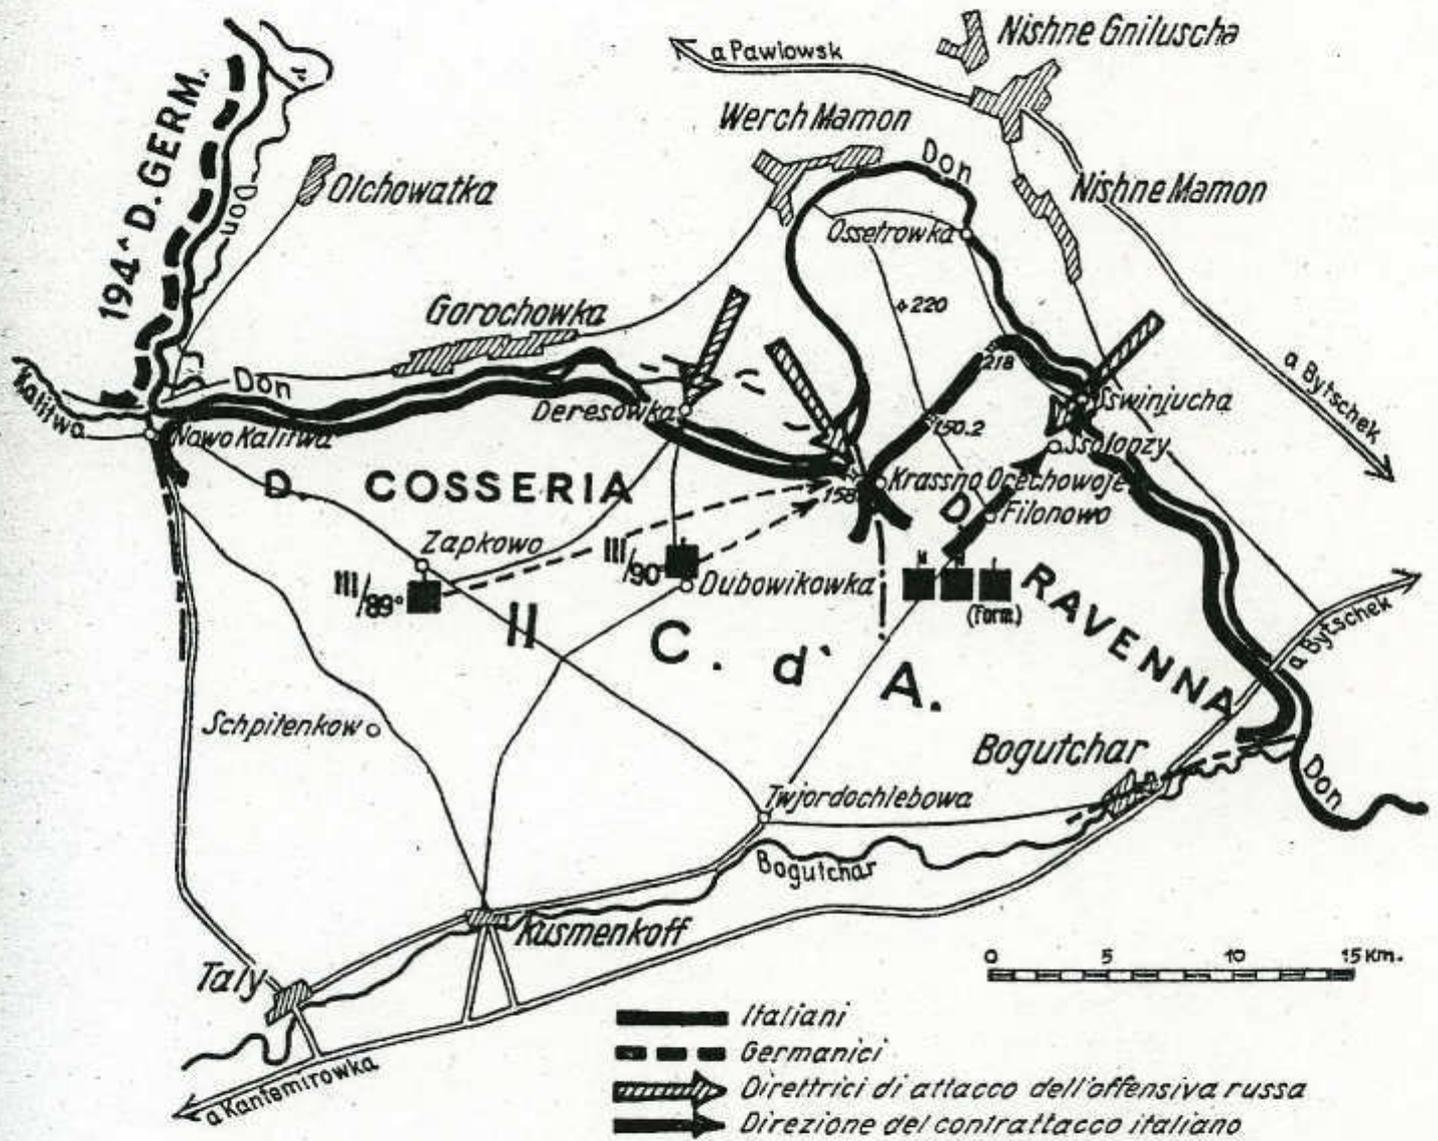 Nishne Gniluscha
a Pawlowsk
Werch Mamon
Don
Nishne Mamon
194ᴬ D. GERM.
Olchowatka
Don
Ossetrowka
220
Gorochowka
a Bytschek
Don
218
Kalitwa
Deresowka
Sswinjucha
Nowo Kalitwa
150.2
Ssolonzy
D. COSSERIA
158
Krassno Orechowoje
D. RAVENNA
Filonowo
Zapkowo
III/90°
III/89°
Dubowikowka
(Form.)
II C. d' A.
a Bytschek
Schpitenkow
Bogutchar
Don
Twjordochlebowa
Bogutchar
Kusmenkoff
Taly
0 5 10 15 Km.
a Kantemirowka
Italiani
Germanici
Direttrici di attacco dell'offensiva russa
Direzione del contrattacco italiano